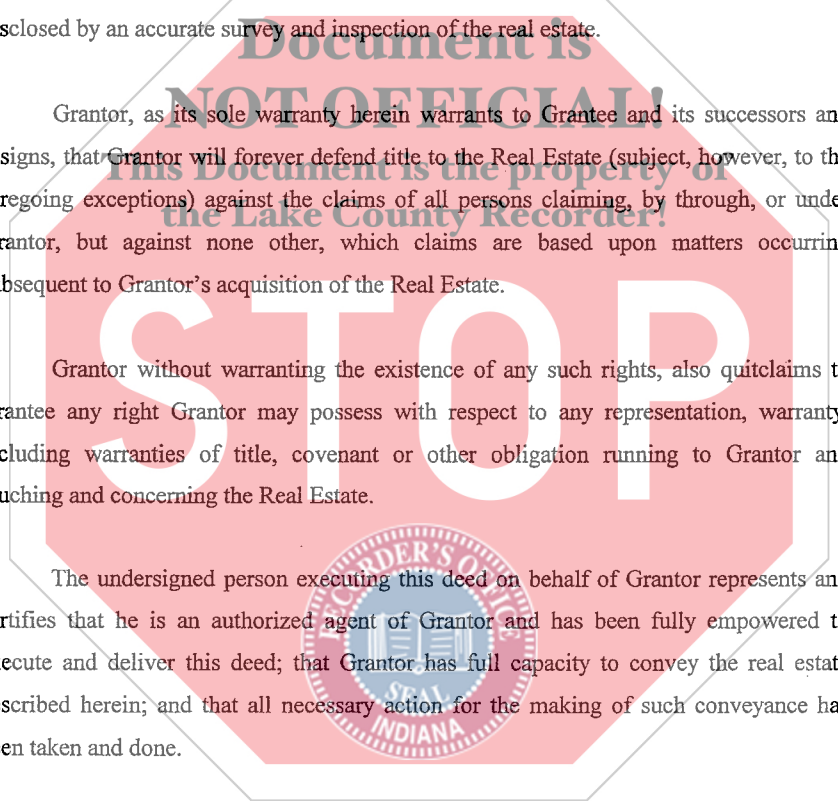 sclosed by an accurate survey and inspection of the real estate.
Document is
NOT OFFICIAL!
This Document is the property of
the Lake County Recorder!
Grantor, as its sole warranty herein warrants to Grantee and its successors an
signs, that Grantor will forever defend title to the Real Estate (subject, however, to th
regoing exceptions) against the claims of all persons claiming, by through, or unde
rantor, but against none other, which claims are based upon matters occurrin
bsequent to Grantor's acquisition of the Real Estate.
STOP
Grantor without warranting the existence of any such rights, also quitclaims t
rantee any right Grantor may possess with respect to any representation, warranty
cluding warranties of title, covenant or other obligation running to Grantor an
uching and concerning the Real Estate.
RECORDER'S OFFICE
SEAL
INDIANA
The undersigned person executing this deed on behalf of Grantor represents an
rtifies that he is an authorized agent of Grantor and has been fully empowered t
ecute and deliver this deed; that Grantor has full capacity to convey the real estat
scribed herein; and that all necessary action for the making of such conveyance ha
en taken and done.